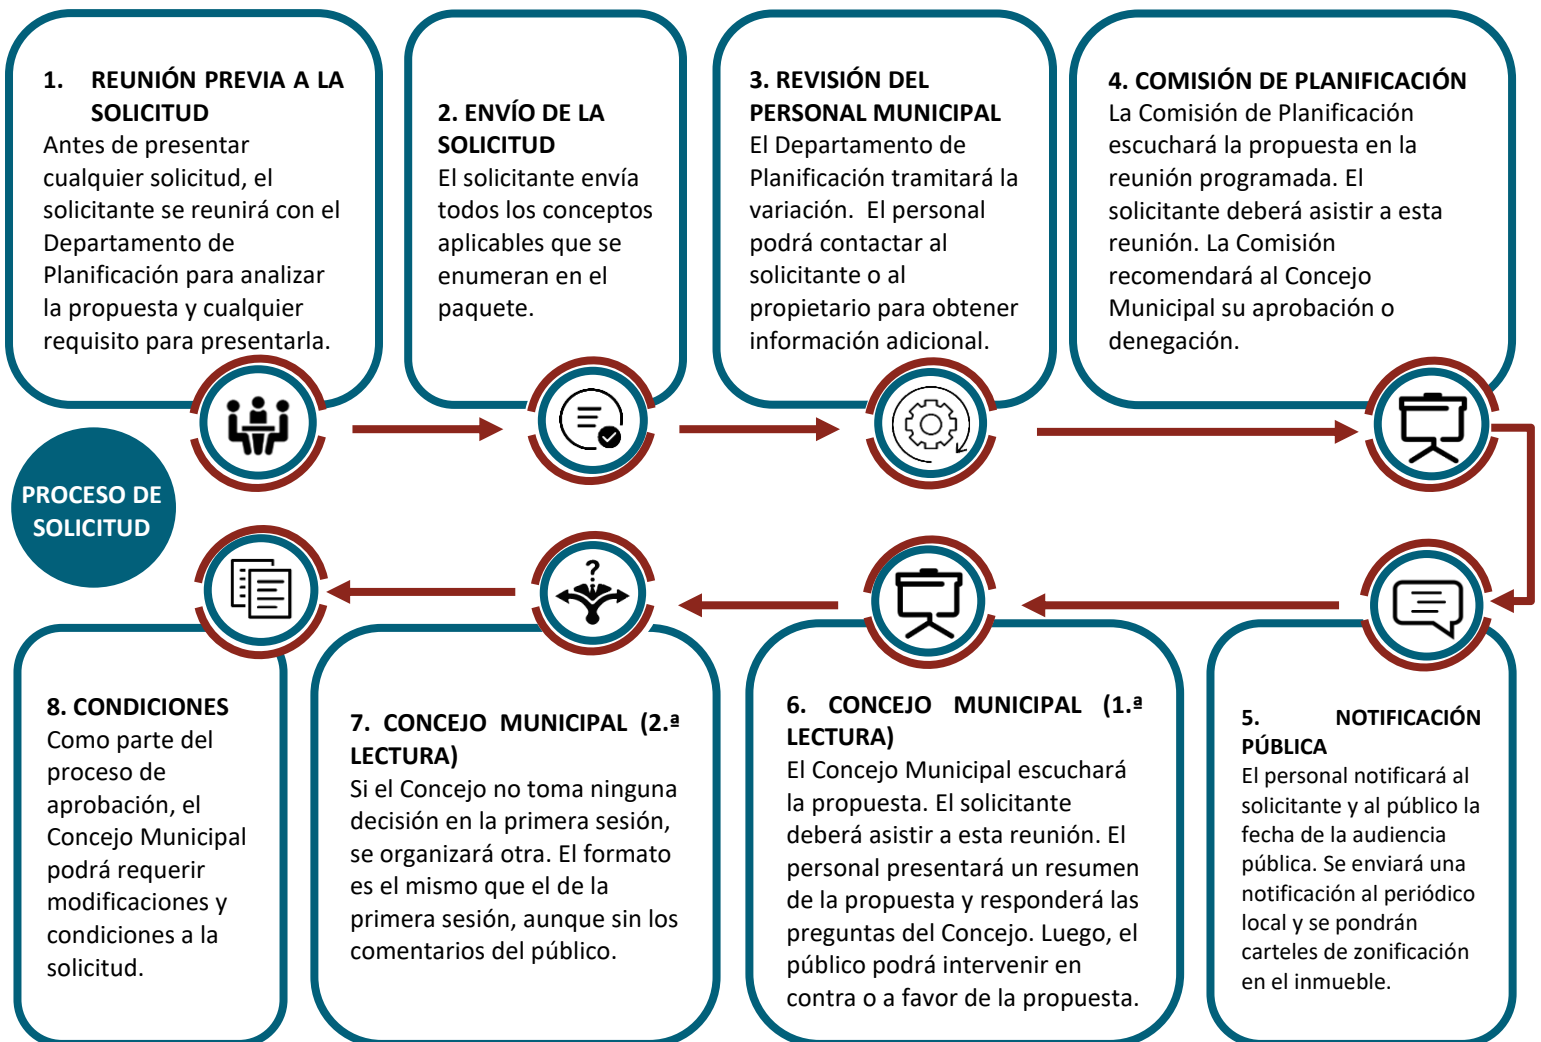 1. REUNIÓN PREVIA A LA
SOLICITUD
Antes de presentar
cualquier solicitud, el
solicitante se reunirá con el
Departamento de
Planificación para analizar
la propuesta y cualquier
requisito para presentarla.
2. ENVÍO DE LA
SOLICITUD
El solicitante envía
todos los conceptos
aplicables que se
enumeran en el
paquete.
3. REVISIÓN DEL
PERSONAL MUNICIPAL
El Departamento de
Planificación tramitará la
variación. El personal
podrá contactar al
solicitante o al
propietario para obtener
información adicional.
4. COMISIÓN DE PLANIFICACIÓN
La Comisión de Planificación
escuchará la propuesta en la
reunión programada. El
solicitante deberá asistir a esta
reunión. La Comisión
recomendará al Concejo
Municipal su aprobación o
denegación.
PROCESO DE
SOLICITUD
?
5. NOTIFICACIÓN
PÚBLICA
El personal notificará al
solicitante y al público la
fecha de la audiencia
pública. Se enviará una
notificación al periódico
local y se pondrán
carteles de zonificación
en el inmueble.
6. CONCEJO MUNICIPAL (1.ª
LECTURA)
El Concejo Municipal escuchará
la propuesta. El solicitante
deberá asistir a esta reunión. El
personal presentará un resumen
de la propuesta y responderá las
preguntas del Concejo. Luego, el
público podrá intervenir en
contra o a favor de la propuesta.
7. CONCEJO MUNICIPAL (2.ª
LECTURA)
Si el Concejo no toma ninguna
decisión en la primera sesión,
se organizará otra. El formato
es el mismo que el de la
primera sesión, aunque sin los
comentarios del público.
8. CONDICIONES
Como parte del
proceso de
aprobación, el
Concejo Municipal
podrá requerir
modificaciones y
condiciones a la
solicitud.